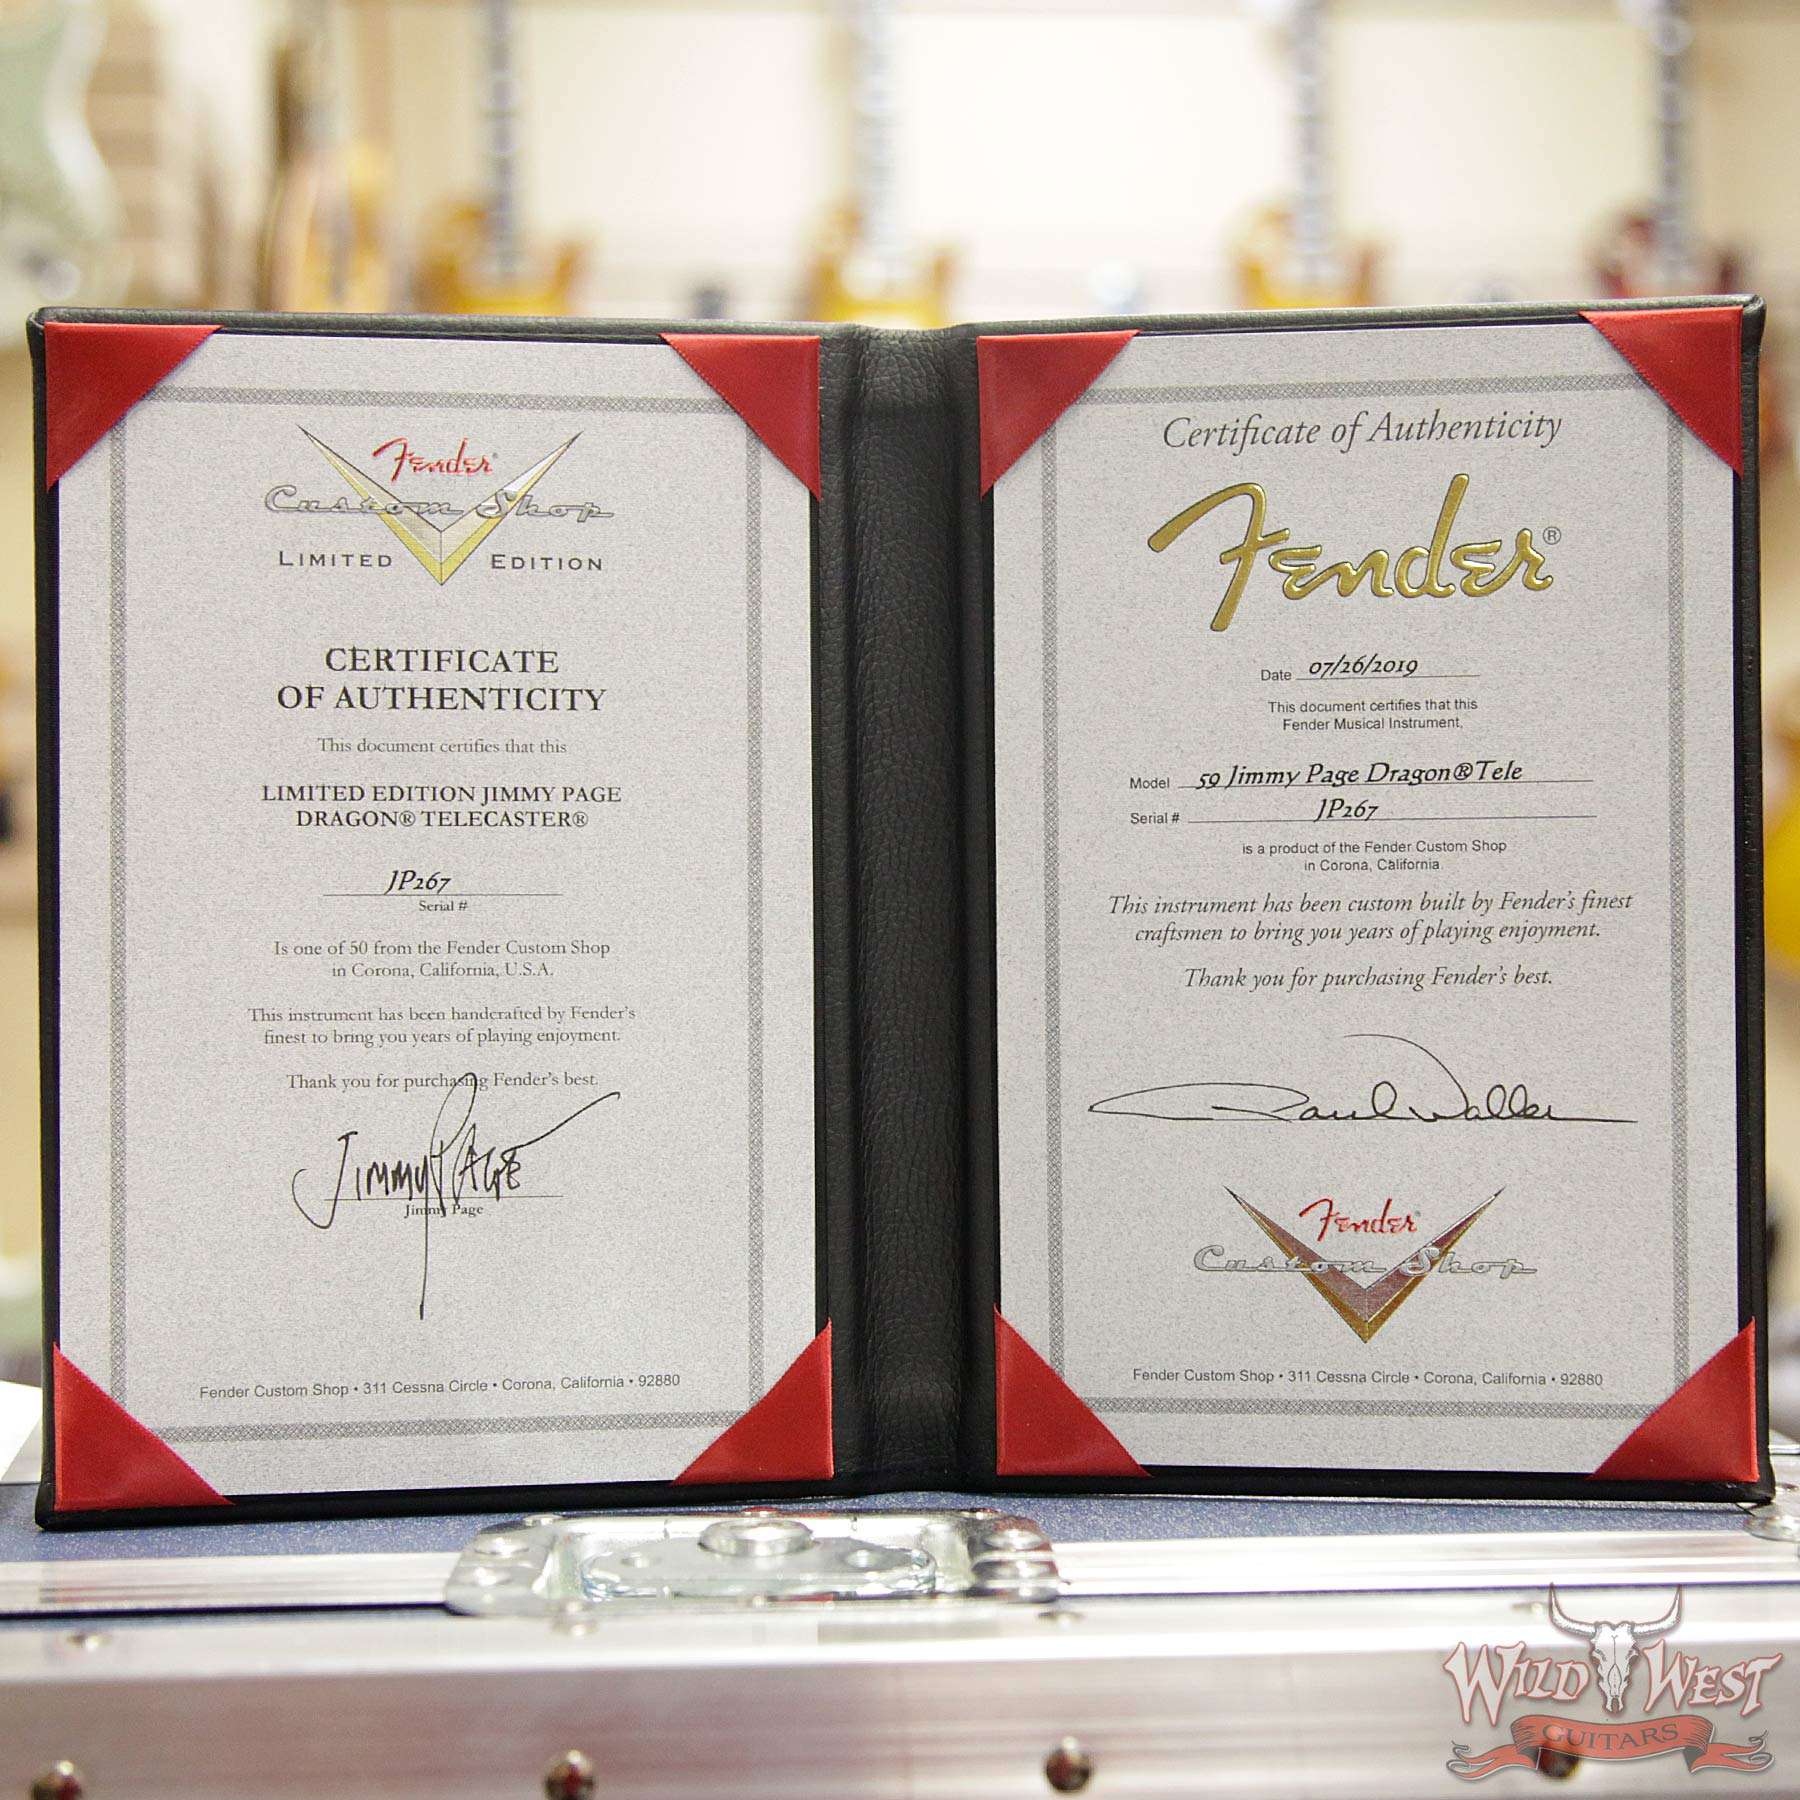 Fender®
Custom Shop
LIMITED EDITION
CERTIFICATE
OF AUTHENTICITY
This document certifies that this
LIMITED EDITION JIMMY PAGE
DRAGON® TELECASTER®
JP267
Serial #
Is one of 50 from the Fender Custom Shop
in Corona, California, U.S.A.
This instrument has been handcrafted by Fender's
finest to bring you years of playing enjoyment.
Thank you for purchasing Fender's best.
Jimmy Page
Jimmy Page
Fender Custom Shop • 311 Cessna Circle • Corona, California • 92880
Certificate of Authenticity
Fender®
Date 07/26/2019
This document certifies that this
Fender Musical Instrument,
Model 59 Jimmy Page Dragon®Tele
Serial # JP267
is a product of the Fender Custom Shop
in Corona, California.
This instrument has been custom built by Fender's finest
craftsmen to bring you years of playing enjoyment.
Thank you for purchasing Fender's best.
Paul Waller
Fender®
Custom Shop
Fender Custom Shop • 311 Cessna Circle • Corona, California • 92880
WILD WEST
GUITARS